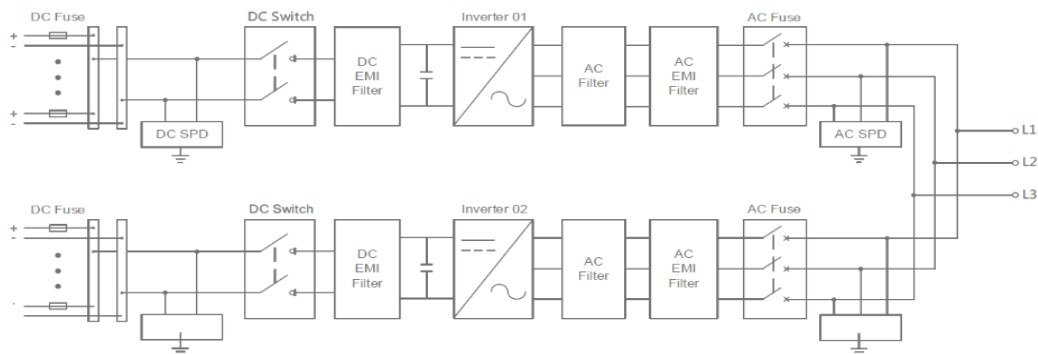 DC Fuse
DC Switch
Inverter 01
AC Fuse
+
-
DC
EMI
Filter
AC
Filter
AC
EMI
Filter
+
-
DC SPD
AC SPD
L1
L2
L3
DC Fuse
DC Switch
Inverter 02
AC Fuse
+
-
DC
EMI
Filter
AC
Filter
AC
EMI
Filter